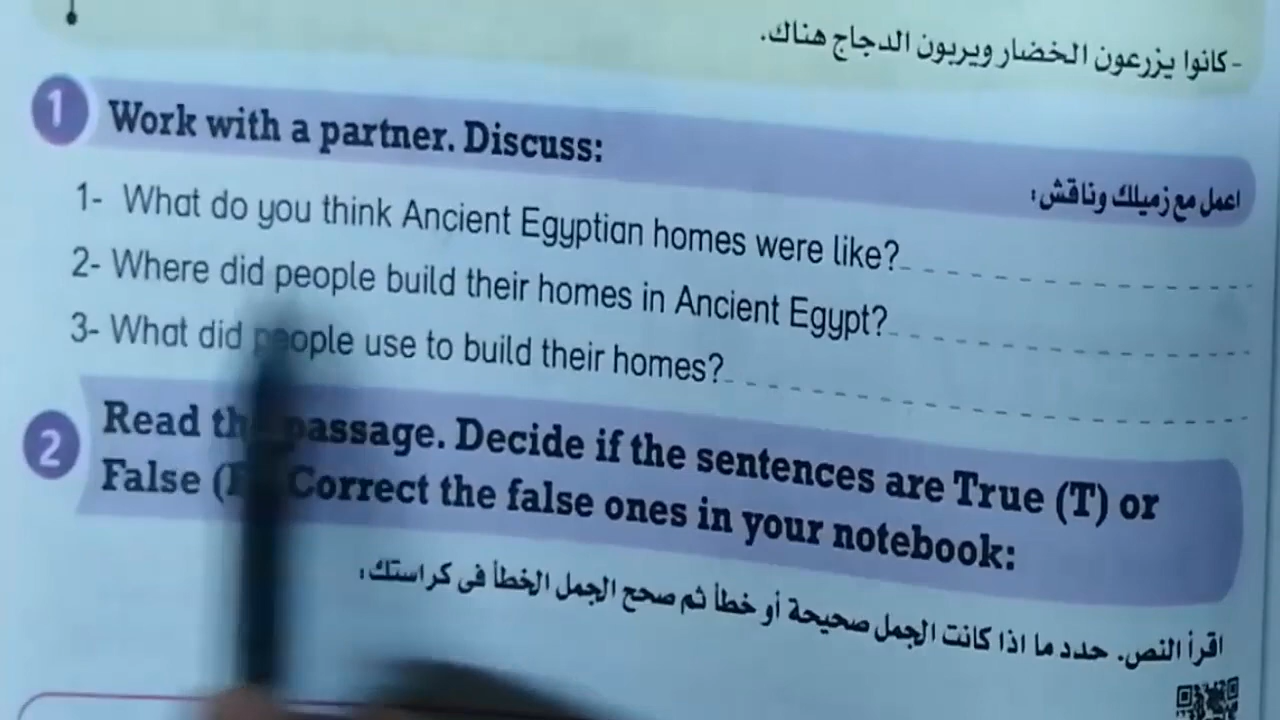 - كانوا يزرعون الخضار ويربون الدجاج هناك.
1 Work with a partner. Discuss:
اعمل مع زميلك وناقش:
1- What do you think Ancient Egyptian homes were like?
2- Where did people build their homes in Ancient Egypt?
3- What did people use to build their homes?
2 Read the passage. Decide if the sentences are True (T) or
False (F). Correct the false ones in your notebook:
اقرأ النص. حدد ما اذا كانت الجمل صحيحة أو خطأ ثم صحح الجمل الخطأ فى كراستك: